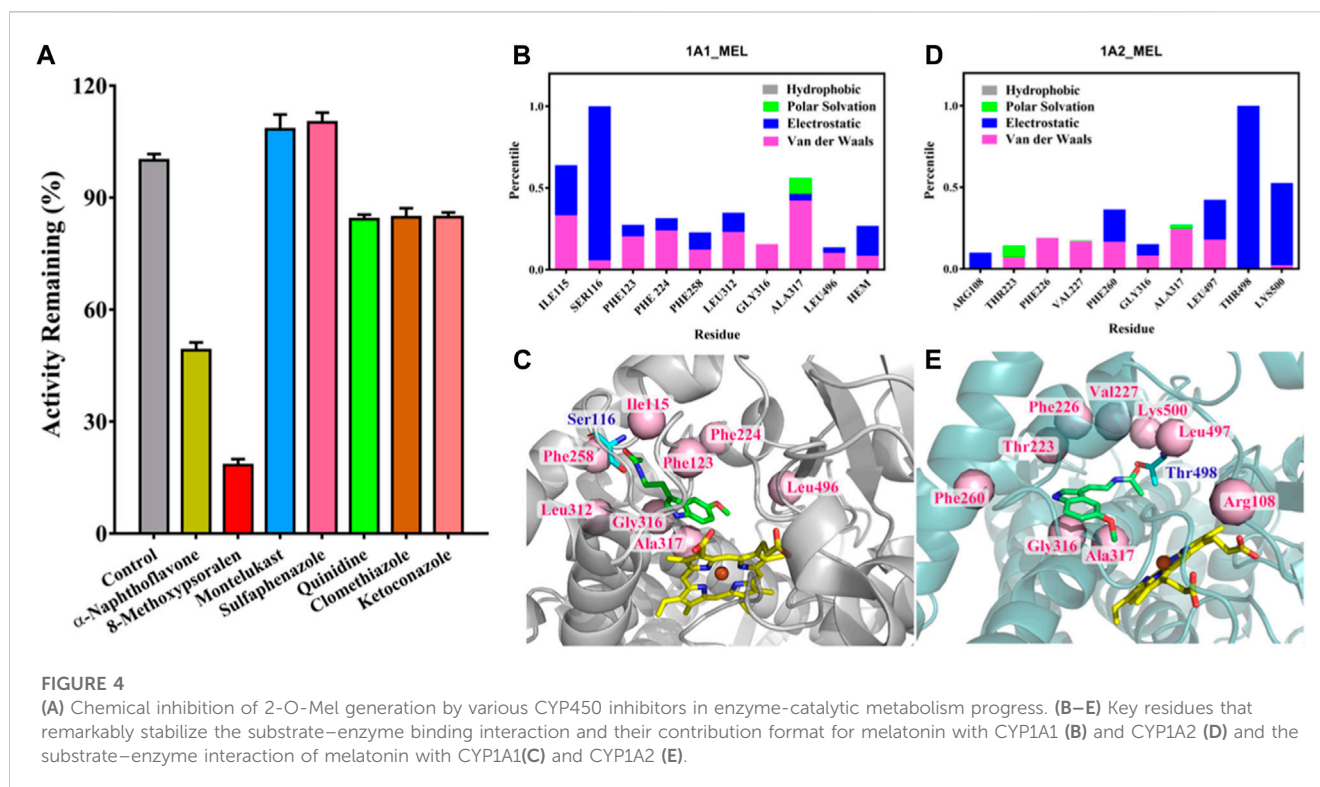 A
120
90
60
30
0
Activity Remaining (%)
Control
α-Naphthoflavone
8-Methoxypsoralen
Montelukast
Sulfaphenazole
Quinidine
Clomethiazole
Ketoconazole
B
1A1_MEL
Hydrophobic
Polar Solvation
Electrostatic
Van der Waals
1.0
0.5
0.0
Percentile
ILE115
SER116
PHE123
PHE 224
PHE258
LEU312
GLY316
ALA317
LEU496
HEM
Residue
D
1A2_MEL
Hydrophobic
Polar Solvation
Electrostatic
Van der Waals
1.0
0.5
0.0
Percentile
ARG108
THR223
PHE226
VAL227
PHE260
GLY316
ALA317
LEU497
THR498
LYS500
Residue
C
Ile115
Ser116
Phe224
Phe258
Phe123
Leu496
Leu312
Gly316
Ala317
E
Val227
Phe226
Lys500
Leu497
Thr223
Thr498
Phe260
Arg108
Gly316
Ala317
FIGURE 4
(A) Chemical inhibition of 2-O-Mel generation by various CYP450 inhibitors in enzyme-catalytic metabolism progress. (B–E) Key residues that
remarkably stabilize the substrate–enzyme binding interaction and their contribution format for melatonin with CYP1A1 (B) and CYP1A2 (D) and the
substrate–enzyme interaction of melatonin with CYP1A1(C) and CYP1A2 (E).